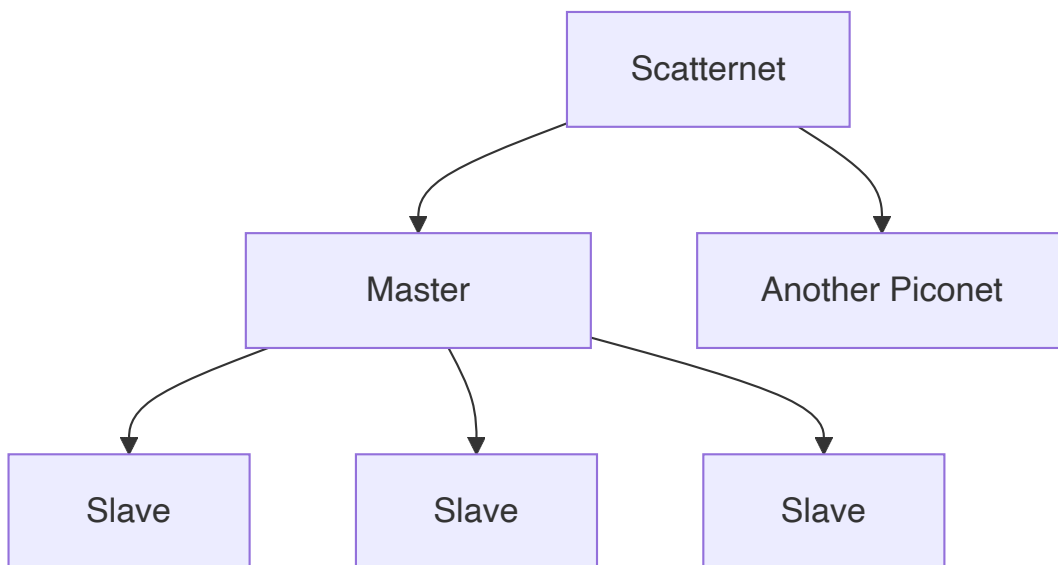 Scatternet
Master
Another Piconet
Slave
Slave
Slave